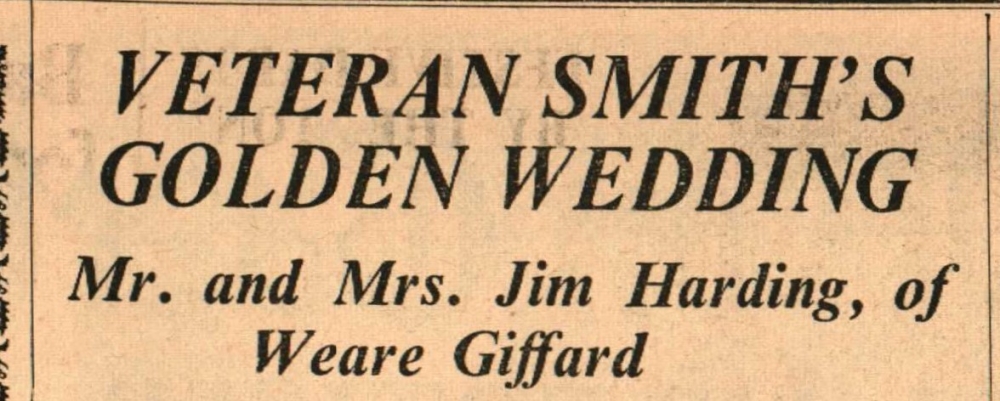 VETERAN SMITH'S
GOLDEN WEDDING
Mr. and Mrs. Jim Harding, of
Weare Giffard